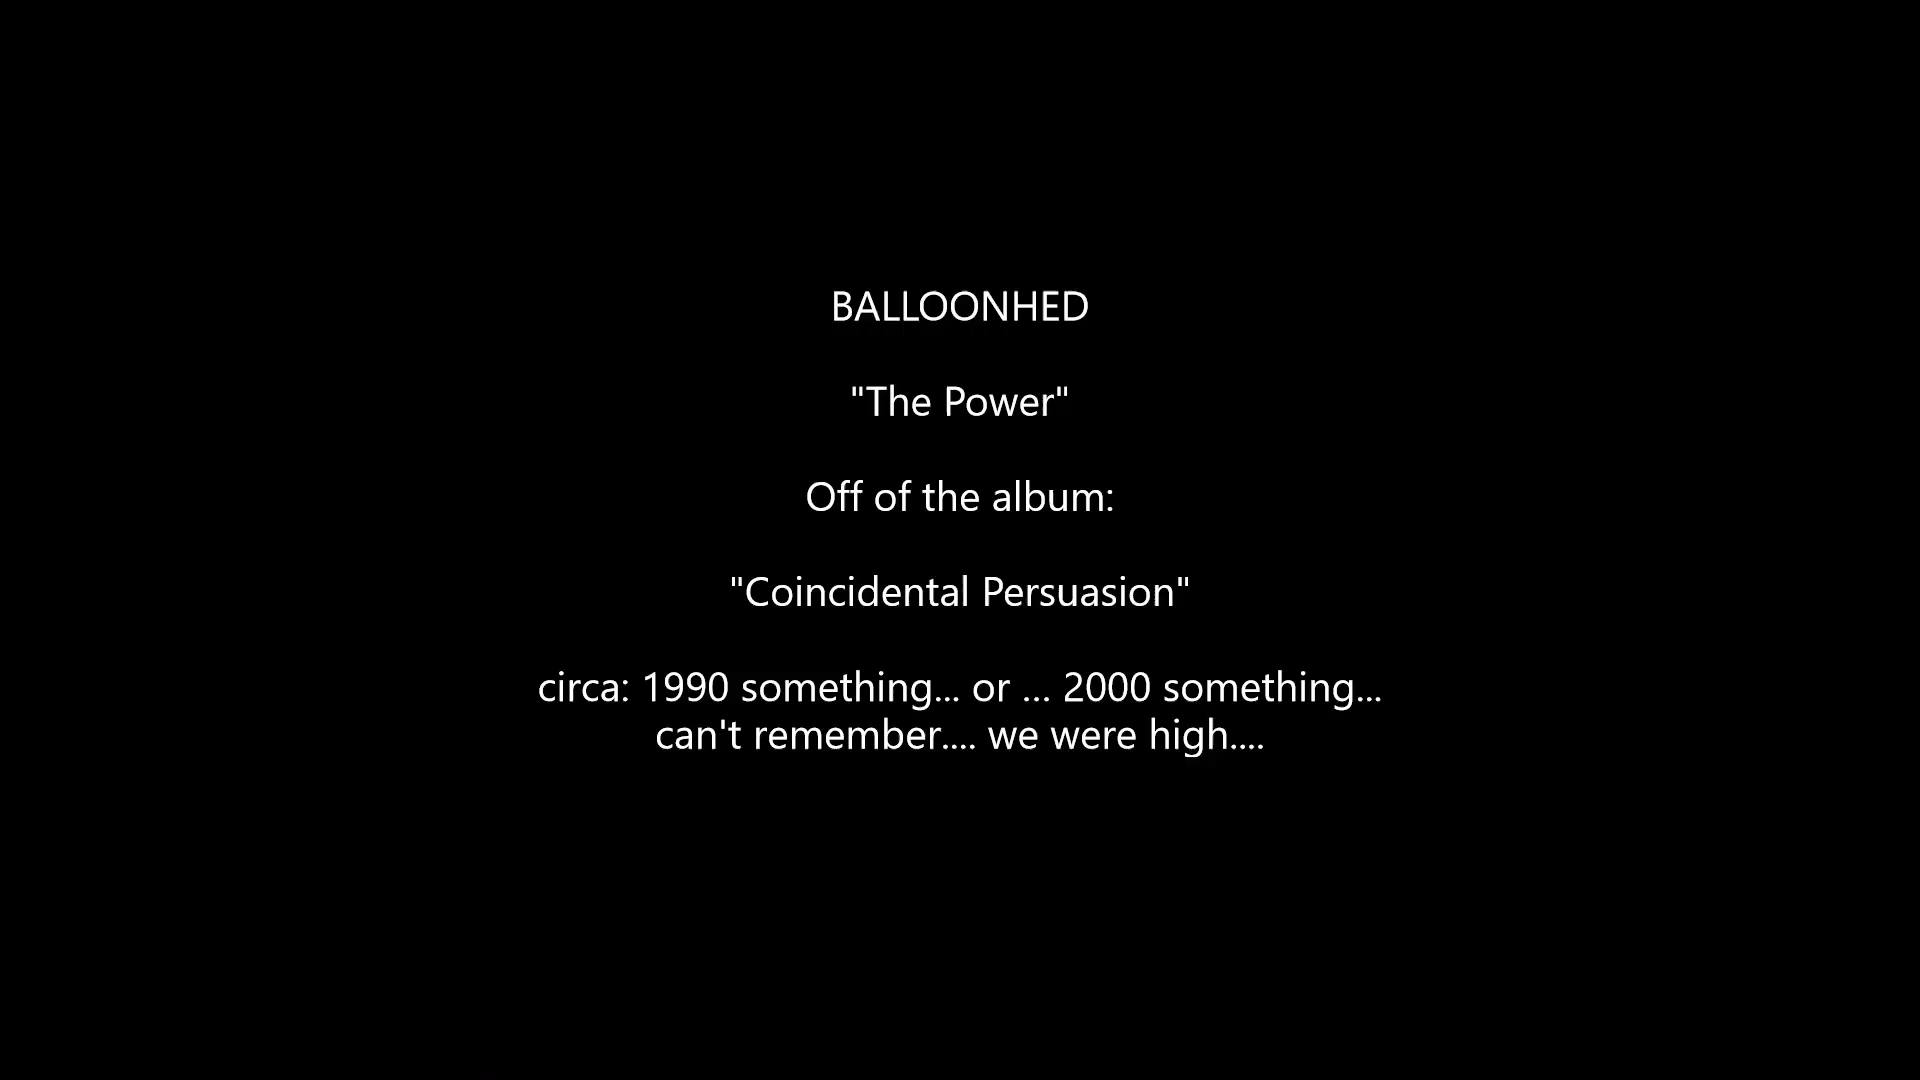 BALLOONHED
"The Power"
Off of the album:
"Coincidental Persuasion"
circa: 1990 something... or ... 2000 something...
can't remember.... we were high....